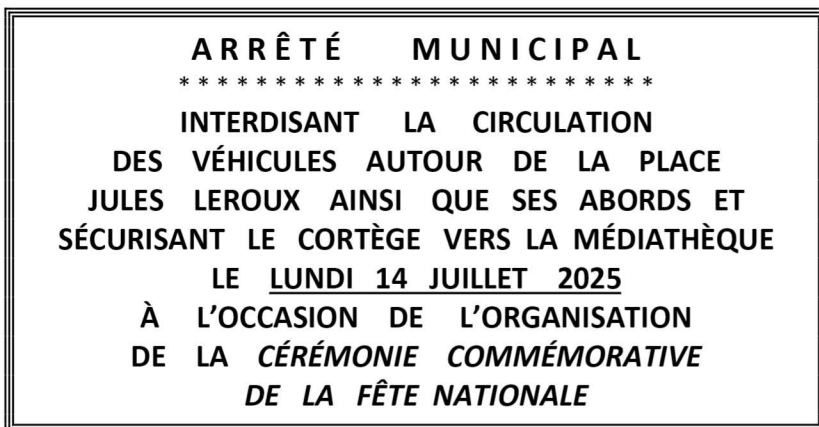 ARRÊTÉ MUNICIPAL
* * * * * * * * * * * * * * * * * * * * * * * * *
INTERDISANT LA CIRCULATION
DES VÉHICULES AUTOUR DE LA PLACE
JULES LEROUX AINSI QUE SES ABORDS ET
SÉCURISANT LE CORTÈGE VERS LA MÉDIATHÈQUE
LE LUNDI 14 JUILLET 2025
À L’OCCASION DE L’ORGANISATION
DE LA CÉRÉMONIE COMMÉMORATIVE
DE LA FÊTE NATIONALE